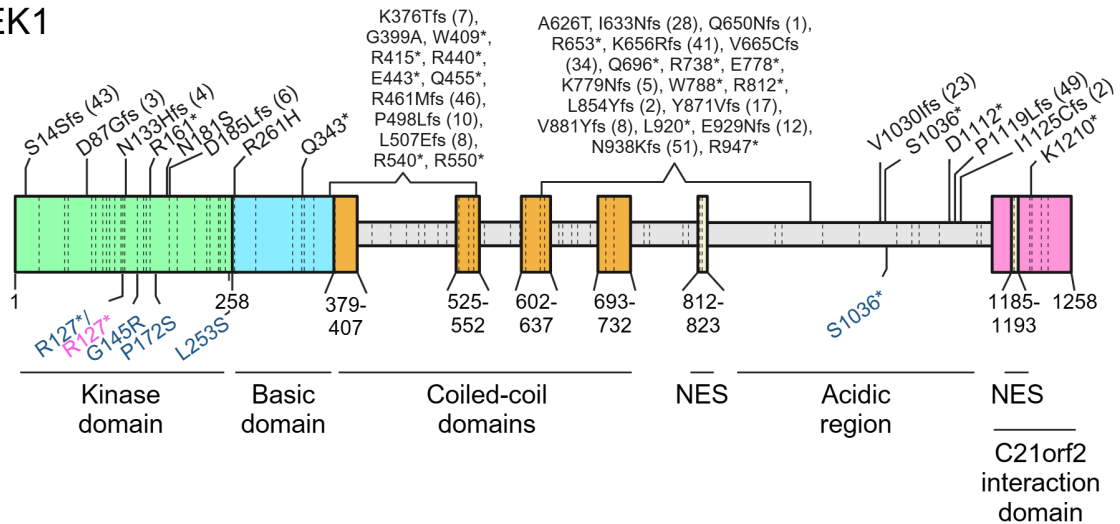 EK1
K376Tfs (7),
G399A, W409*,
R415*, R440*,
E443*, Q455*,
R461Mfs (46),
P498Lfs (10),
L507Efs (8),
R540*, R550*
A626T, I633Nfs (28), Q650Nfs (1),
R653*, K656Rfs (41), V665Cfs
(34), Q696*, R738*, E778*,
K779Nfs (5), W788*, R812*,
L854Yfs (2), Y871Vfs (17),
V881Yfs (8), L920*, E929Nfs (12),
N938Kfs (51), R947*
S14Sfs (43)
D87Gfs (3)
N133Hfs (4)
R161*
N181S
D185Lfs (6)
R261H
Q343*
V1030Ifs (23)
S1036*
D1112*
P1119Lfs (49)
I1125Cfs (2)
K1210*
1
258
379-
407
525-
552
602-
637
693-
732
812-
823
1185-
1193
1258
R127*/
R127*
G145R
P172S
L253S
S1036*
Kinase
domain
Basic
domain
Coiled-coil
domains
NES
Acidic
region
NES
C21orf2
interaction
domain